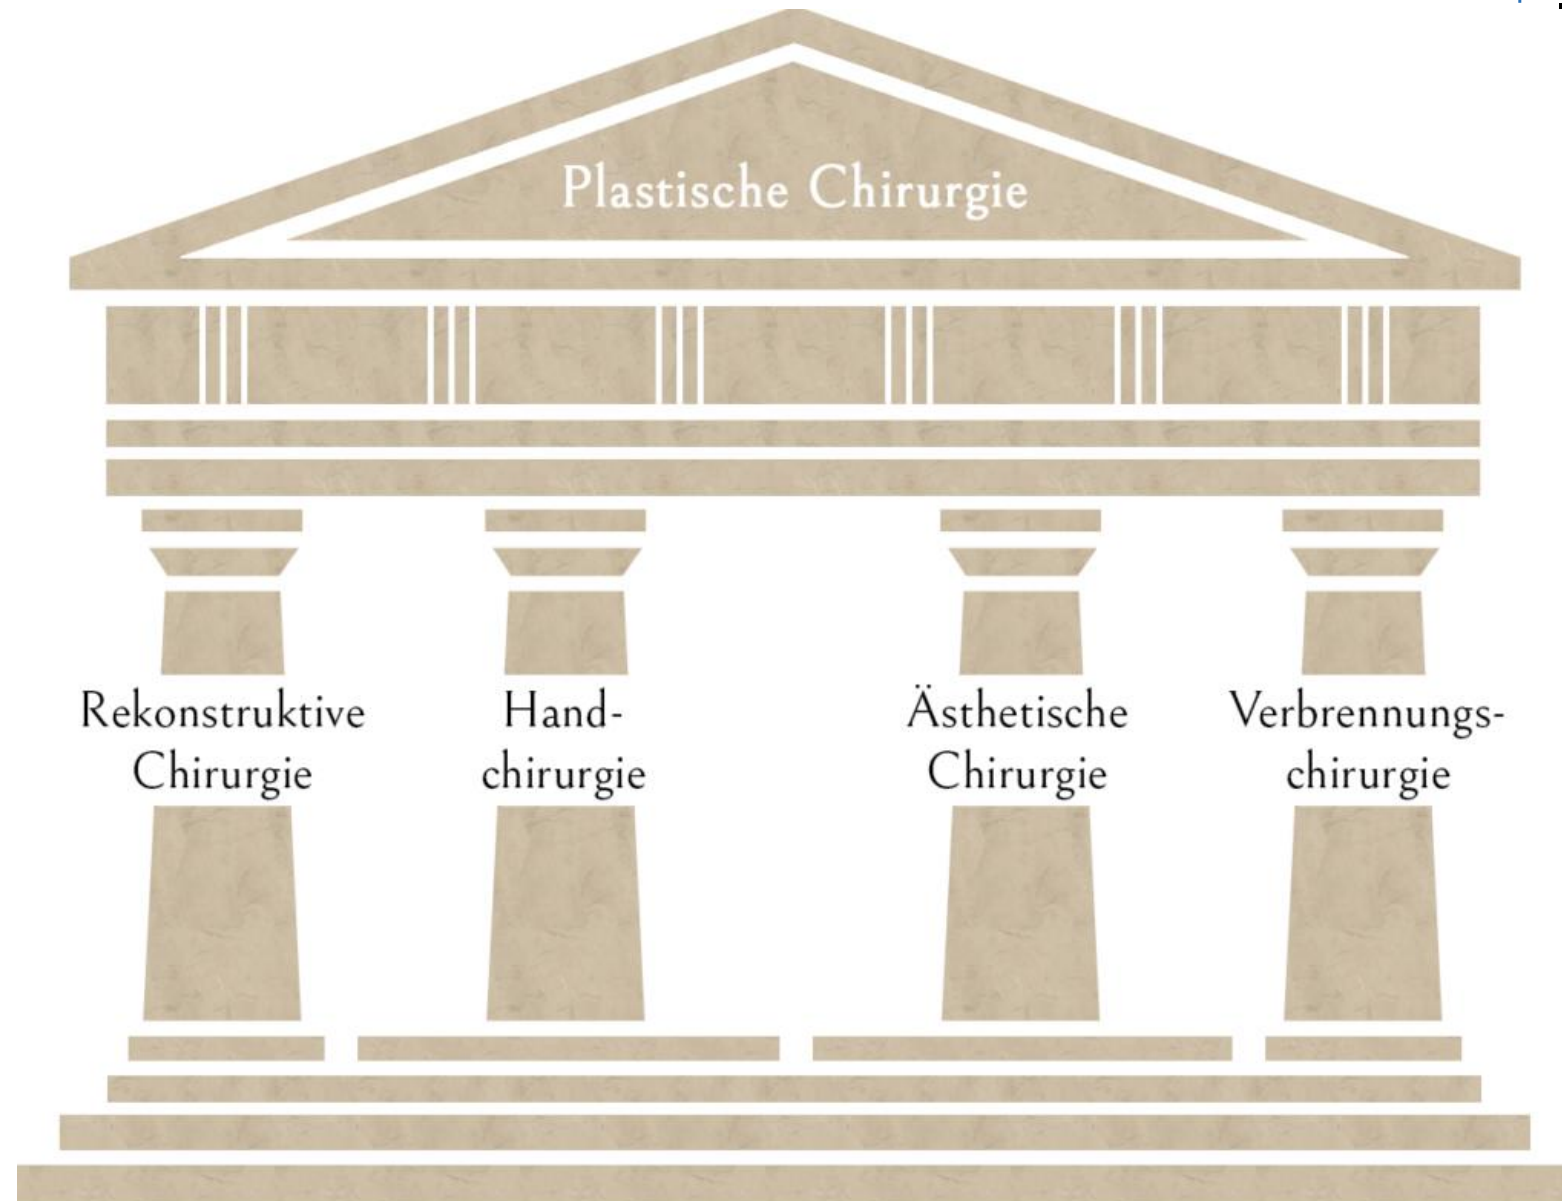 Plastische Chirurgie
Rekonstruktive
Chirurgie
Hand-
chirurgie
Ästhetische
Chirurgie
Verbrennungs-
chirurgie